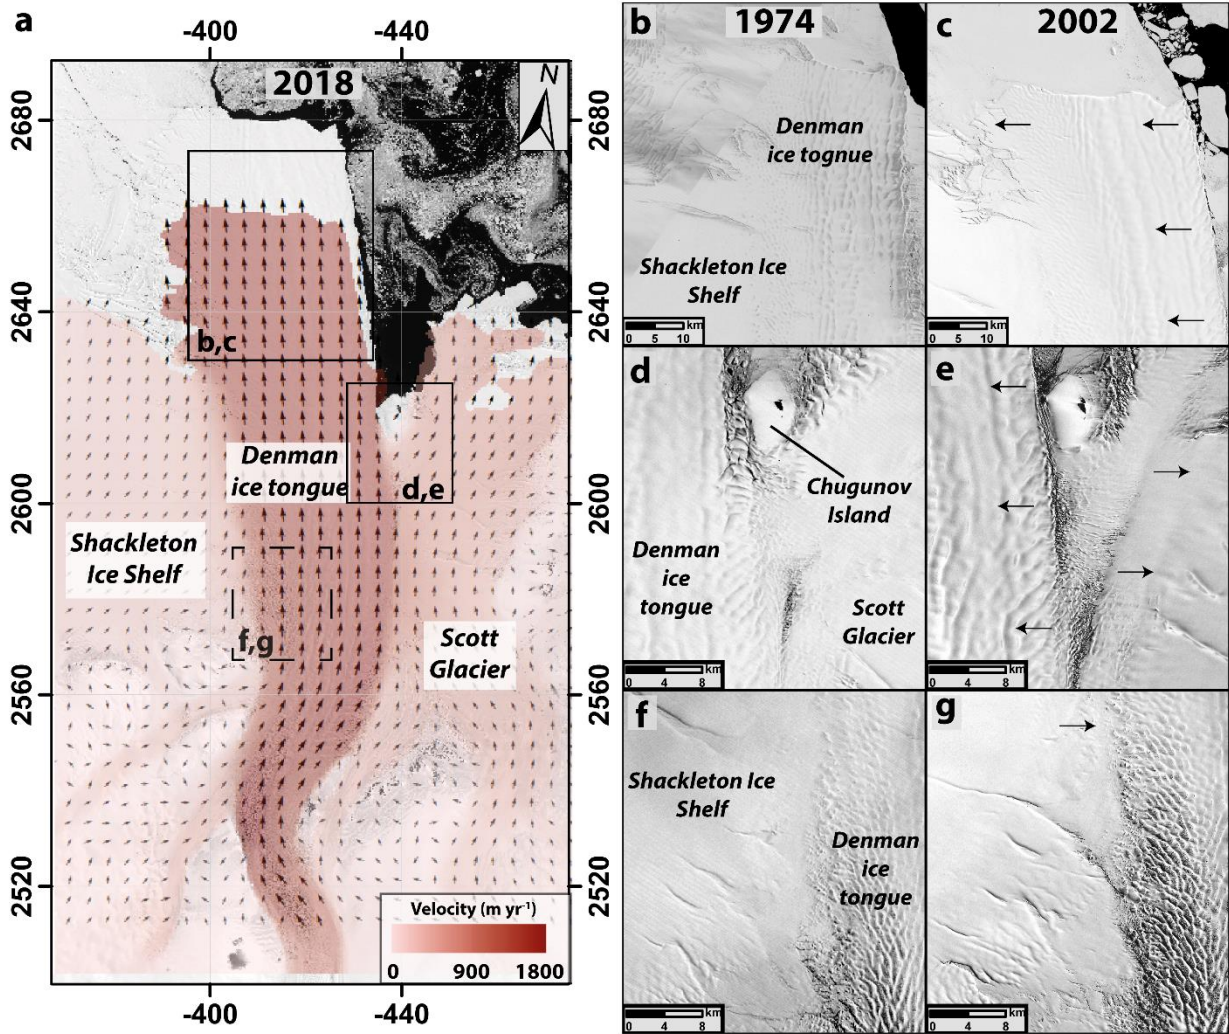 a
-400
-440
2018
N
2680
2680
b,c
2640
2640
Denman
ice tongue
d,e
2600
2600
Shackleton
Ice Shelf
f,g
Scott
Glacier
2560
2560
2520
2520
Velocity (m yr⁻¹)
0 900 1800
-400
-440
b
1974
Denman
ice tognue
Shackleton Ice
Shelf
km
0 5 10
c
2002
km
0 5 10
d
Chugunov
Island
Denman
ice
tongue
Scott
Glacier
km
0 4 8
e
km
0 4 8
f
Shackleton Ice
Shelf
Denman
ice
tongue
km
0 4 8
g
km
0 4 8